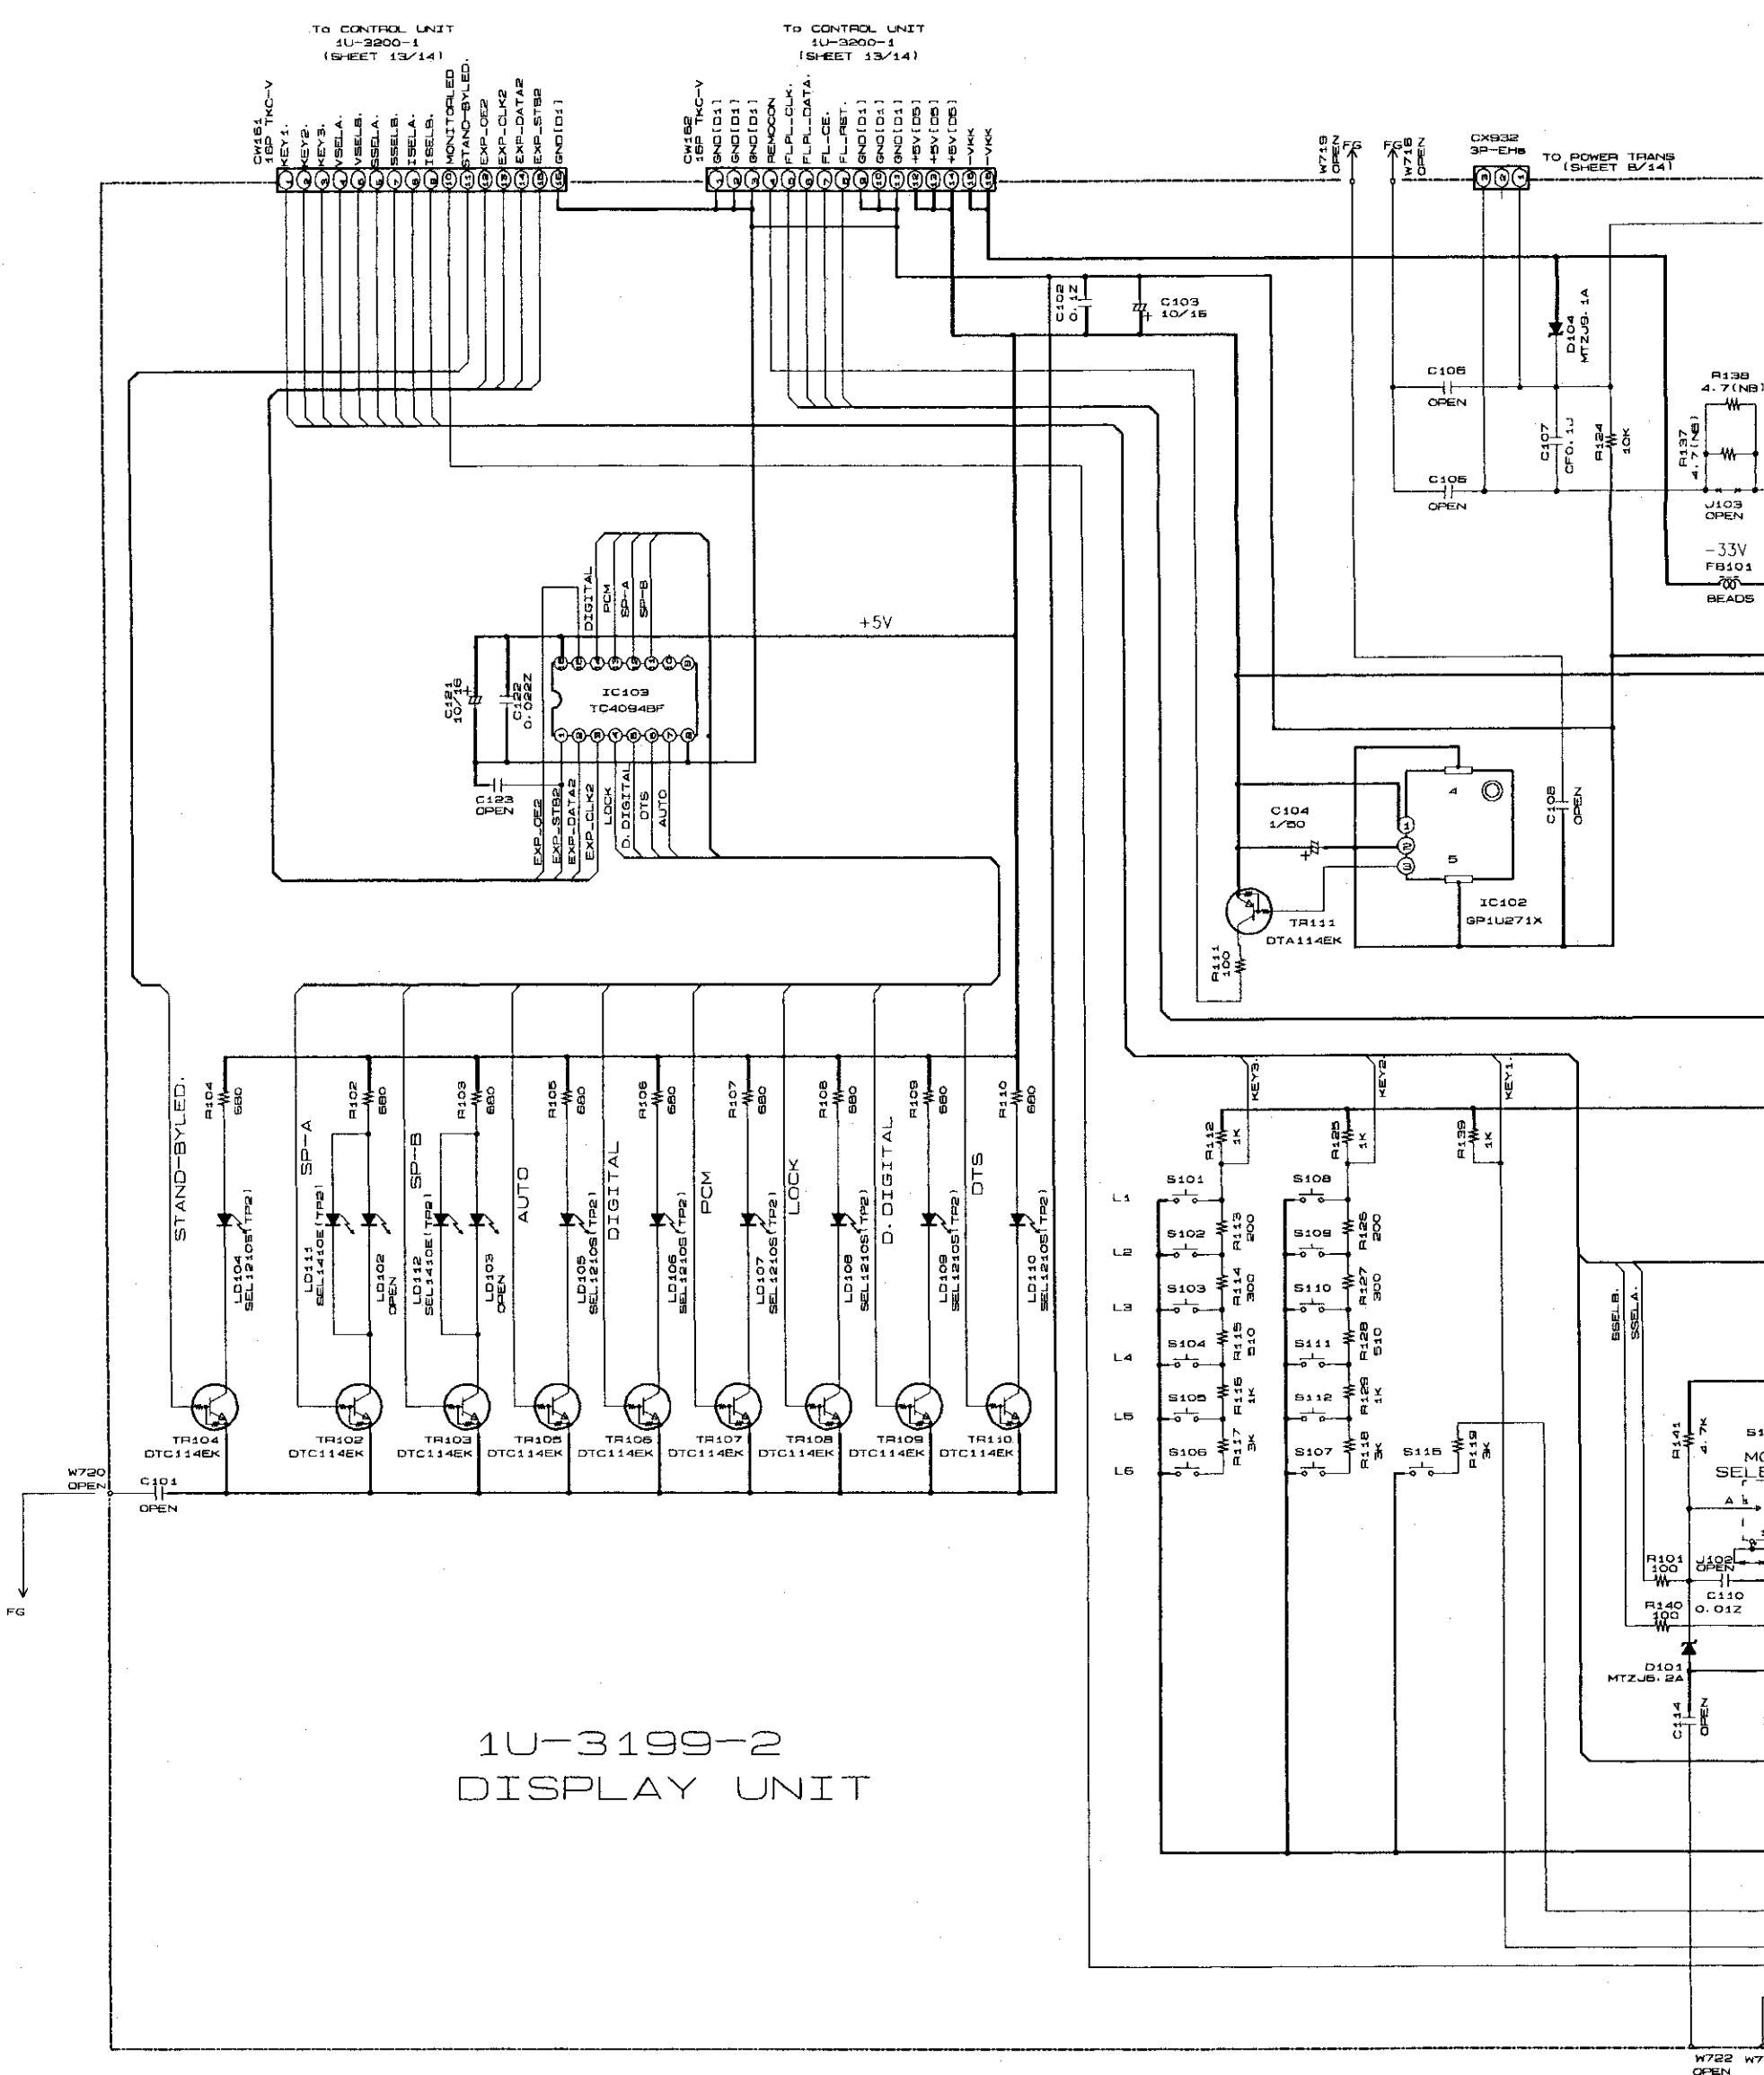 To CONTROL UNIT
1U-3200-1
(SHEET 13/14)
To CONTROL UNIT
1U-3200-1
(SHEET 13/14)
CW161
16P TKC-V
KEY1.
KEY2.
KEY3.
VSELA.
VSELB.
SSELA.
SSELB.
ISELA.
ISELB.
MONITORLED
STAND-BYLED.
EXP_OE2
EXP_CLK2
EXP_DATA2
EXP_STB2
GND[D1]
CW162
16P TKC-V
GND[D1]
GND[D1]
GND[D1]
REMOCON
FLPL_CLK.
FLPL_DATA.
FL_CE.
FL_RST.
GND[D1]
GND[D1]
GND[D1]
+5V[D5]
+5V[D5]
+5V[D5]
-VKK
-VKK
W719
OPEN
FG
FG
W718
OPEN
CX932
3P-EH
3 2 1
TO POWER TRANS
(SHEET 8/14)
C102
0.1Z
C103
10/16
D104
MTZJ9.1A
C106
OPEN
C107
CF0.1J
R124
10K
R138
4.7(NB)
R137
4.7(NB)
C105
OPEN
J103
OPEN
-33V
FB101
BEADS
DIGITAL
PCM
SP-A
SP-B
+5V
C121
10/16
C122
0.022Z
IC103
TC4094BF
C123
OPEN
EXP_OE2
EXP_STB2
EXP_DATA2
EXP_CLK2
LOCK
D.DIGITAL
DTS
AUTO
C104
1/50
4
1
2
3
5
IC102
GP1U271X
C108
OPEN
TR111
DTA114EK
R111
100
STAND-BYLED.
R104
680
LD104
SEL1210S(TP2)
SP-A
R102
680
LD111
SEL1410E(TP2)
LD102
OPEN
SP-B
R103
680
LD112
SEL1410E(TP2)
LD103
OPEN
AUTO
R105
680
LD105
SEL1210S(TP2)
DIGITAL
R106
680
LD106
SEL1210S(TP2)
PCM
R107
680
LD107
SEL1210S(TP2)
LOCK
R108
680
LD108
SEL1210S(TP2)
D.DIGITAL
R109
680
LD109
SEL1210S(TP2)
DTS
R110
680
LD110
SEL1210S(TP2)
TR104
DTC114EK
TR102
DTC114EK
TR103
DTC114EK
TR105
DTC114EK
TR106
DTC114EK
TR107
DTC114EK
TR108
DTC114EK
TR109
DTC114EK
TR110
DTC114EK
W720
OPEN
C101
OPEN
FG
KEY3.
KEY2
KEY1.
R112
1K
R125
1K
R139
1K
L1
S101
S108
L2
S102
R113
200
S109
R126
200
L3
S103
R114
300
S110
R127
300
L4
S104
R115
510
S111
R128
510
L5
S105
R116
1K
S112
R129
1K
L6
S106
R117
3K
S107
R118
3K
S115
R119
3K
SSELB.
SSELA.
R141
4.7K
S1
MO
SELE
A
R101
100
J102
OPEN
C110
0.01Z
R140
100
D101
MTZJ6.2A
C114
OPEN
1U-3199-2
DISPLAY UNIT
W722
OPEN
W7